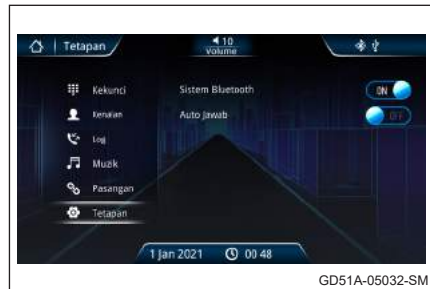 Tetapan
10
Volume
Kekunci
Sistem Bluetooth
ON
Kenalan
Auto Jawab
OFF
Log
Muzik
Pasangan
Tetapan
1 Jan 2021
00 48
GD51A-05032-SM